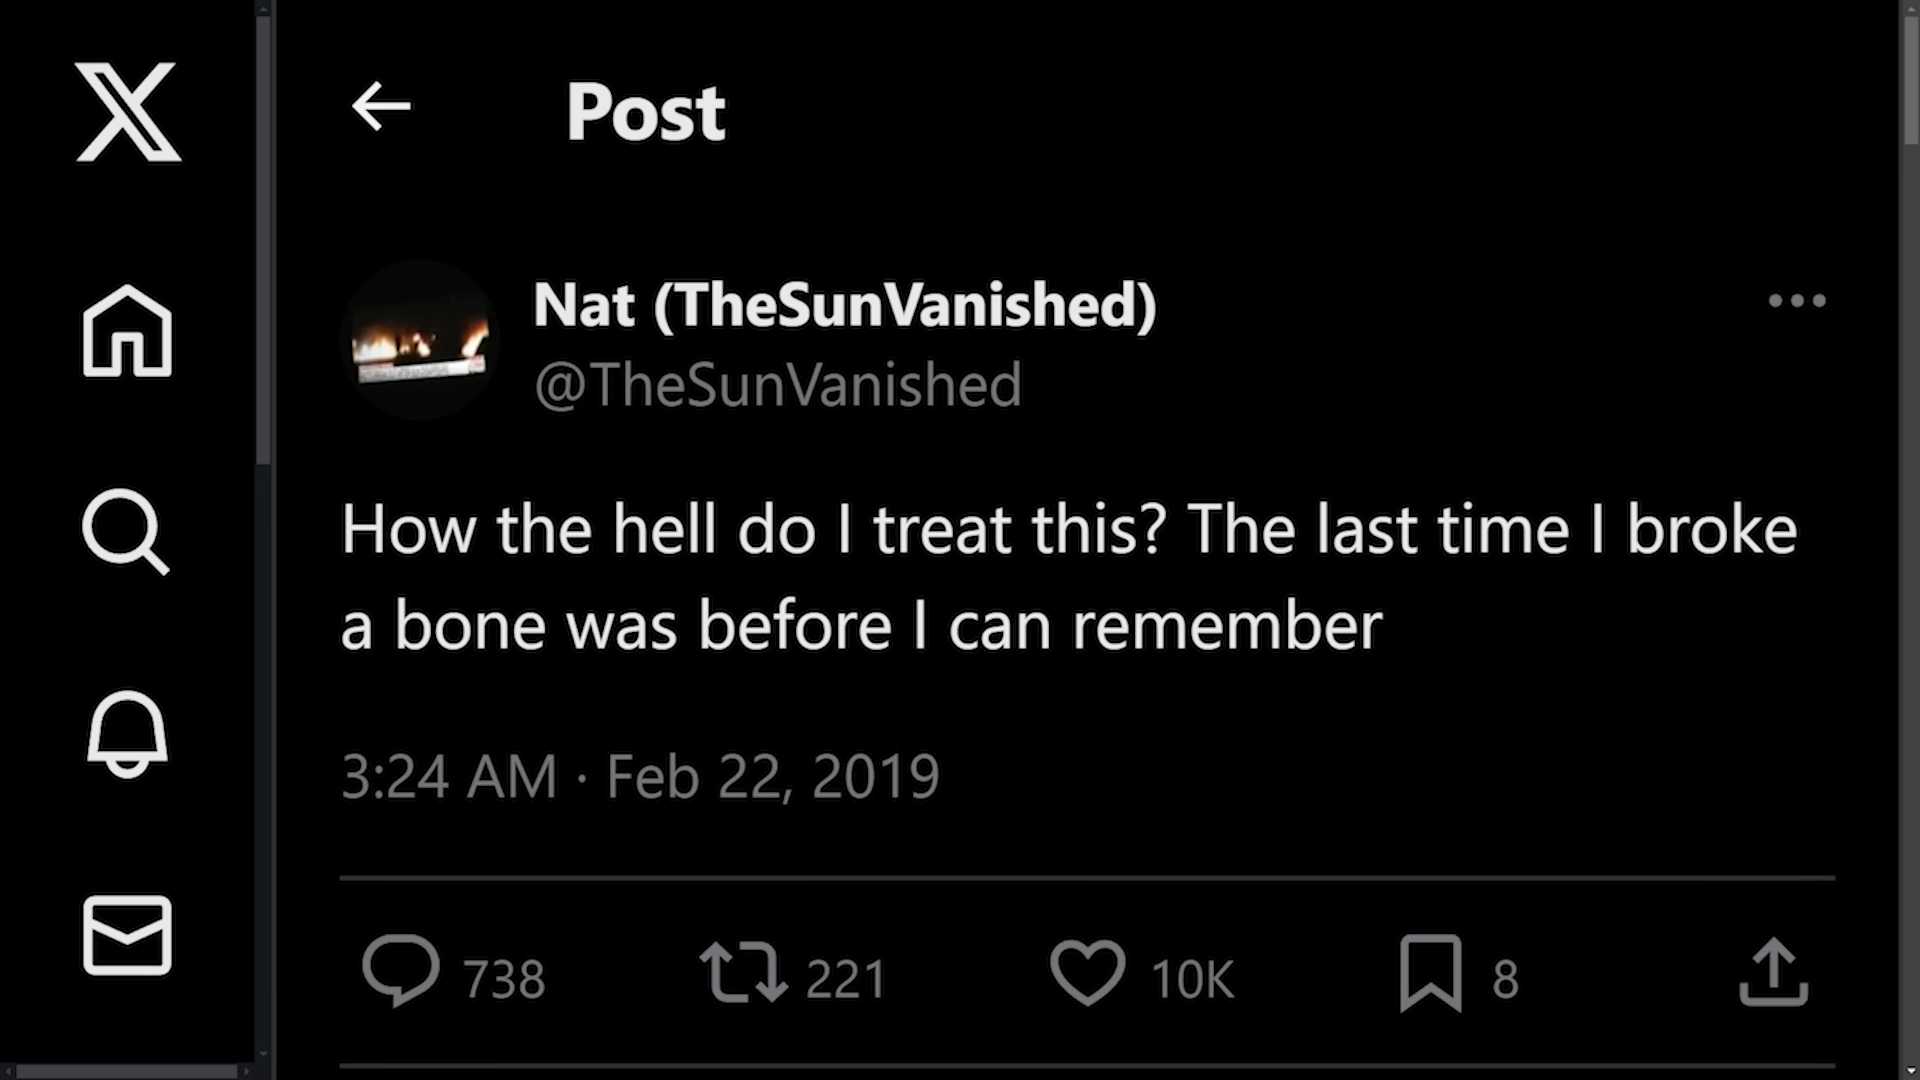 Post
Nat (TheSunVanished)
@TheSunVanished
How the hell do I treat this? The last time I broke
a bone was before I can remember
3:24 AM · Feb 22, 2019
738 221 10K 8